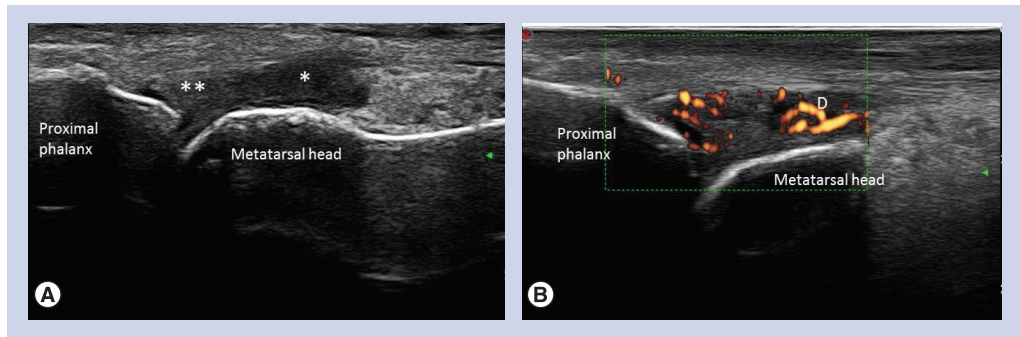 **
*
Proximal
phalanx
Metatarsal head
A
D
Proximal
phalanx
Metatarsal head
B